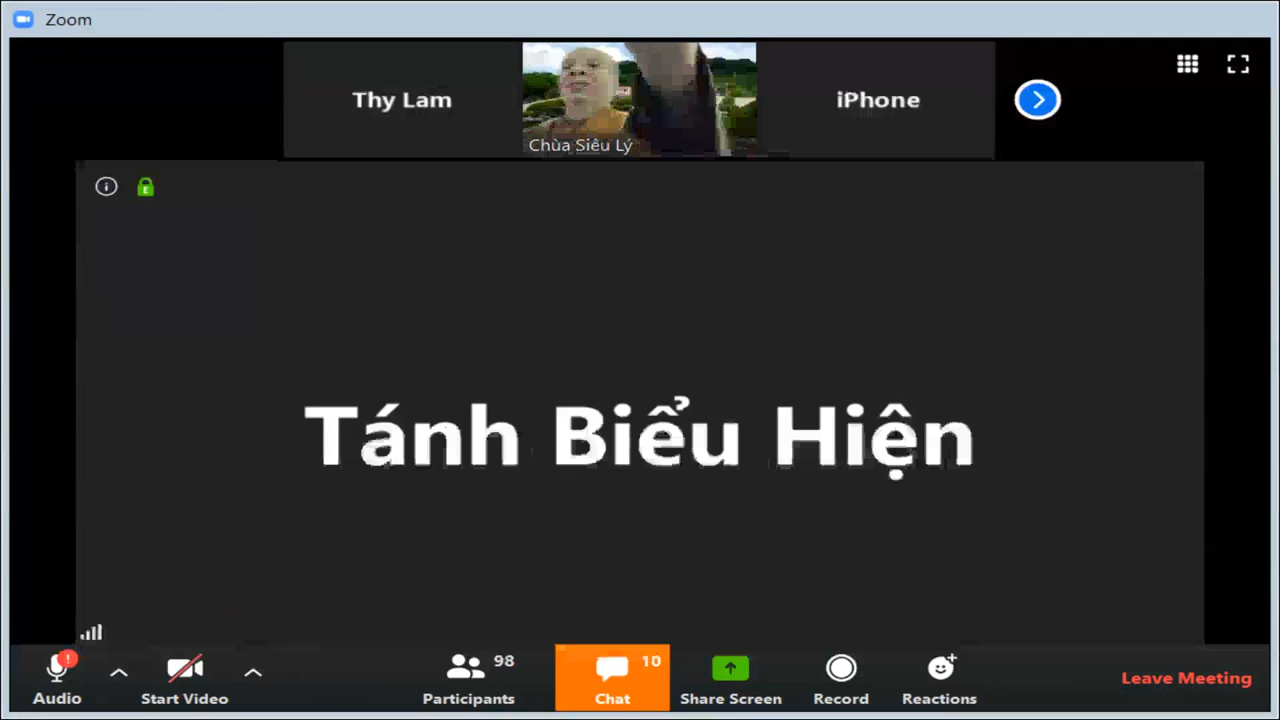 Zoom
Thy Lam
Chùa Siêu Lý
iPhone
Tánh Biểu Hiện
Audio
Start Video
98
Participants
10
Chat
Share Screen
Record
Reactions
Leave Meeting